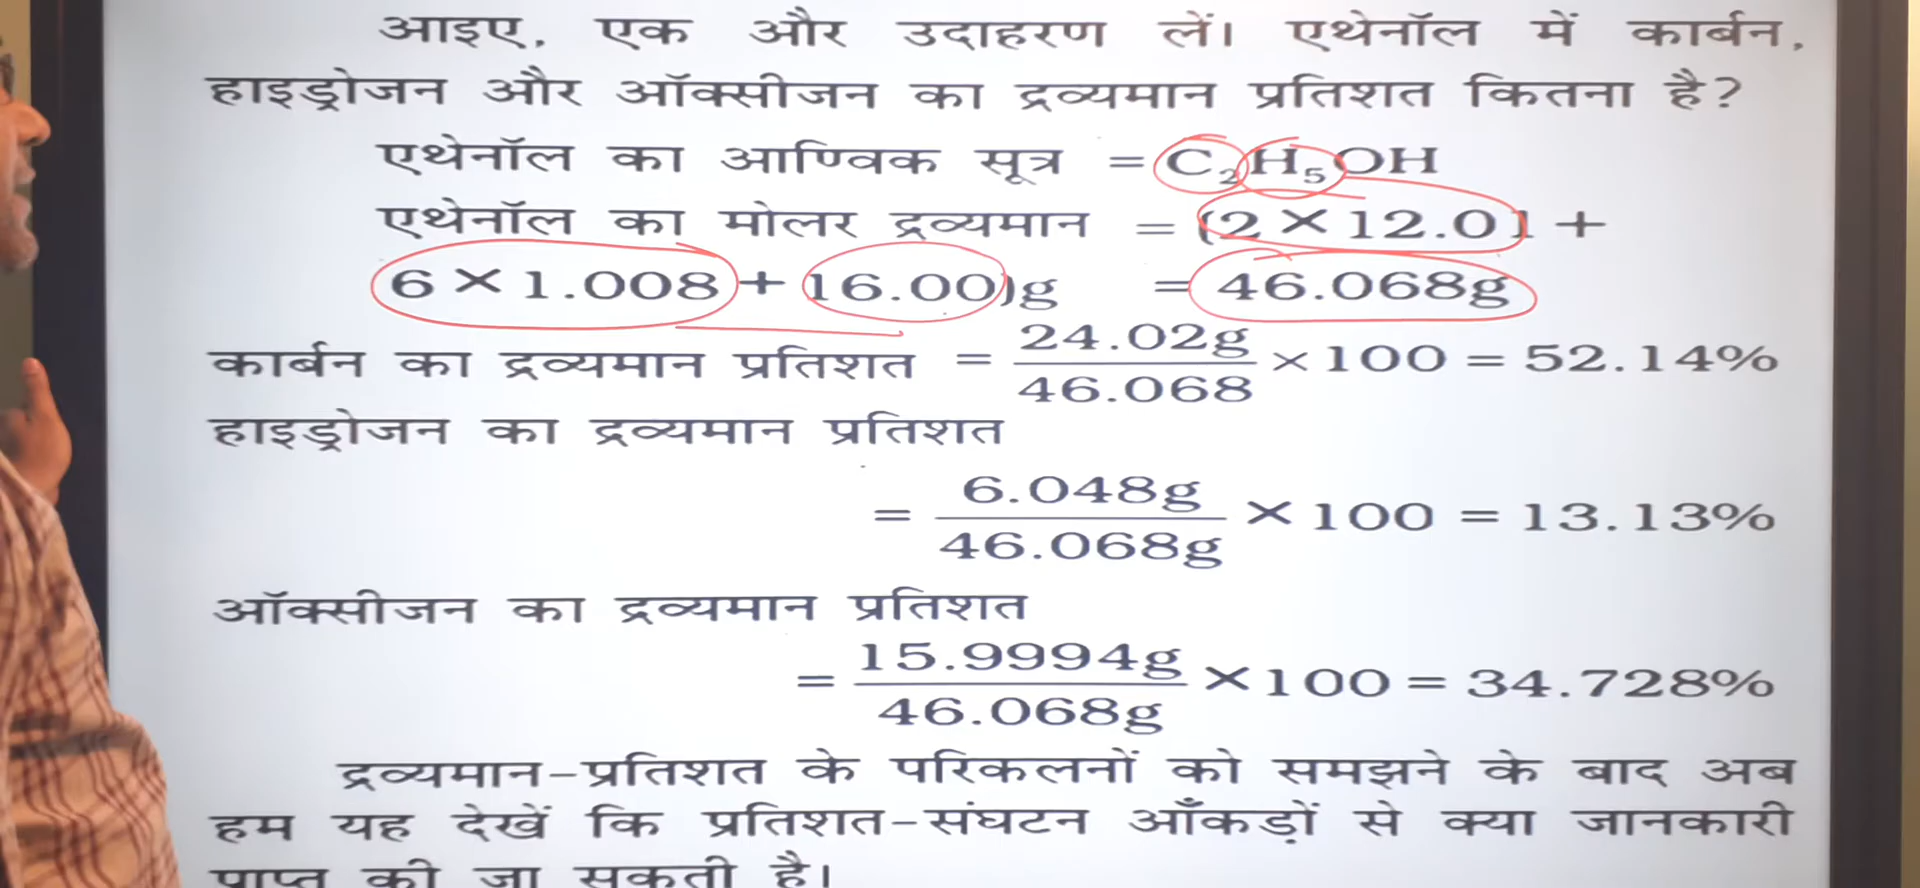 आइए, एक और उदाहरण लें। एथेनॉल में कार्बन,
हाइड्रोजन और ऑक्सीजन का द्रव्यमान प्रतिशत कितना है?
एथेनॉल का आण्विक सूत्र = C₂H₅OH
एथेनॉल का मोलर द्रव्यमान = (2 × 12.01 +
6 × 1.008 + 16.00)g = 46.068g
कार्बन का द्रव्यमान प्रतिशत = 24.02g/46.068 × 100 = 52.14%
हाइड्रोजन का द्रव्यमान प्रतिशत
= 6.048g/46.068g × 100 = 13.13%
ऑक्सीजन का द्रव्यमान प्रतिशत
= 15.9994g/46.068g × 100 = 34.728%
द्रव्यमान-प्रतिशत के परिकलनों को समझने के बाद अब
हम यह देखें कि प्रतिशत-संघटन आँकड़ों से क्या जानकारी
प्राप्त की जा सकती है।